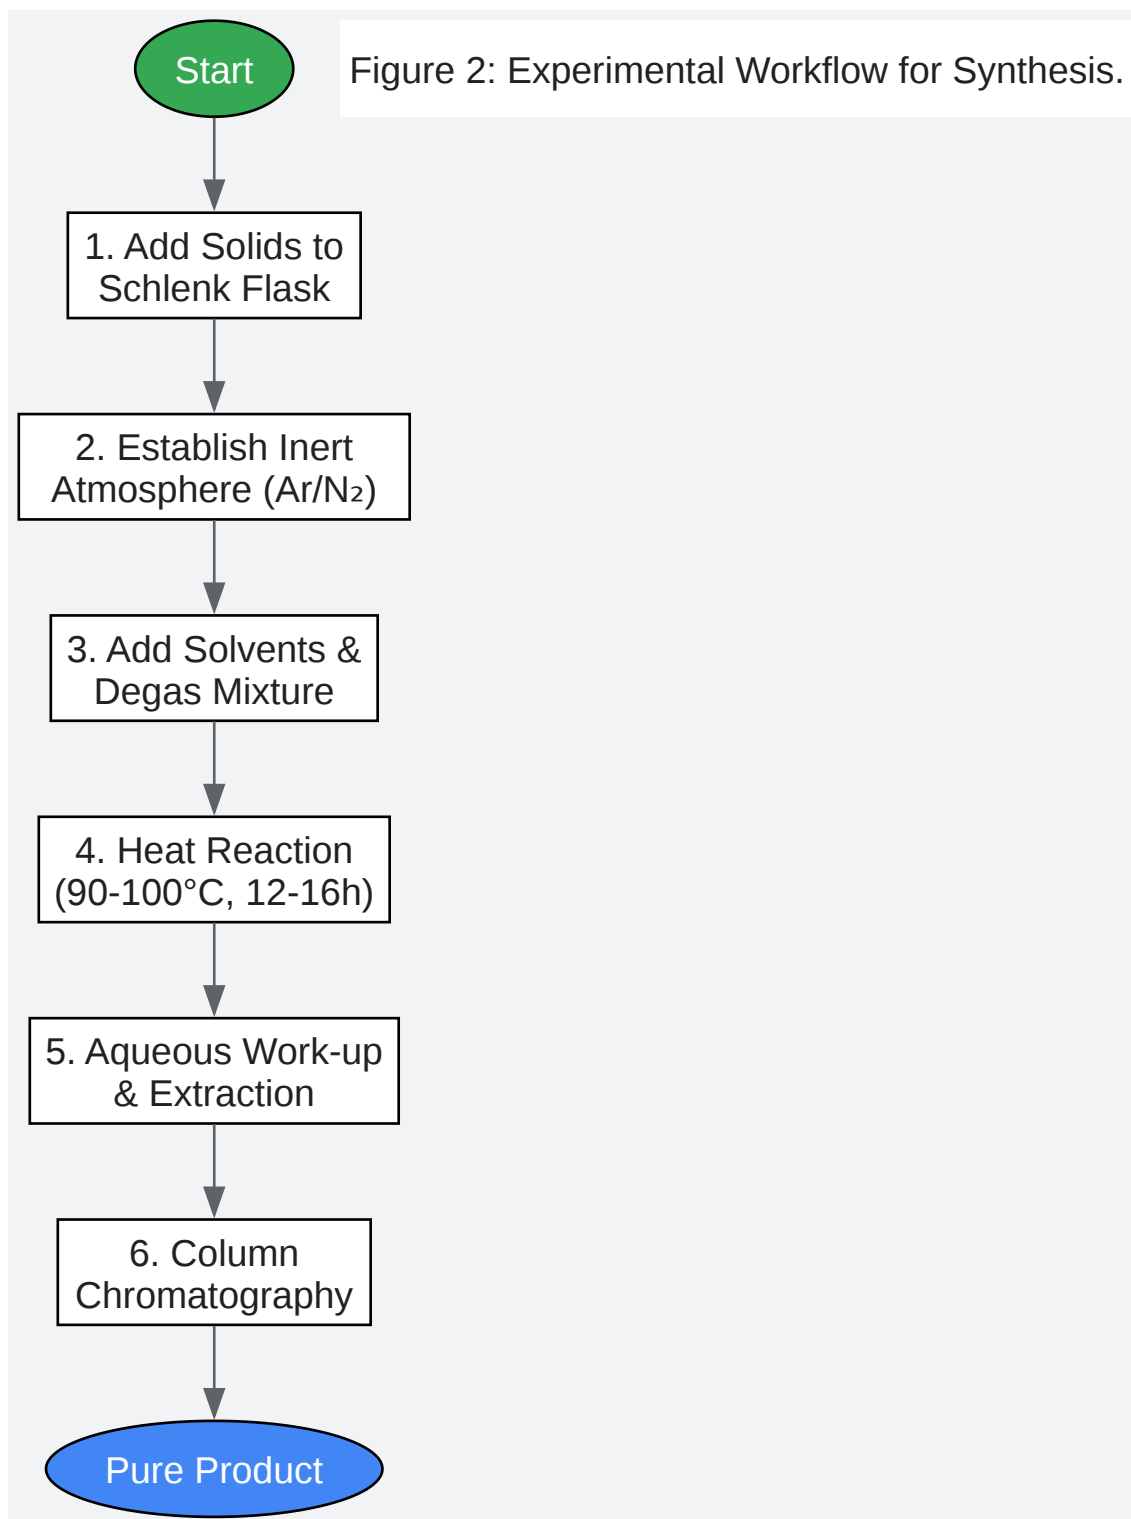 Start
Figure 2: Experimental Workflow for Synthesis.
1. Add Solids to
Schlenk Flask
2. Establish Inert
Atmosphere (Ar/N₂)
3. Add Solvents &
Degas Mixture
4. Heat Reaction
(90-100°C, 12-16h)
5. Aqueous Work-up
& Extraction
6. Column
Chromatography
Pure Product